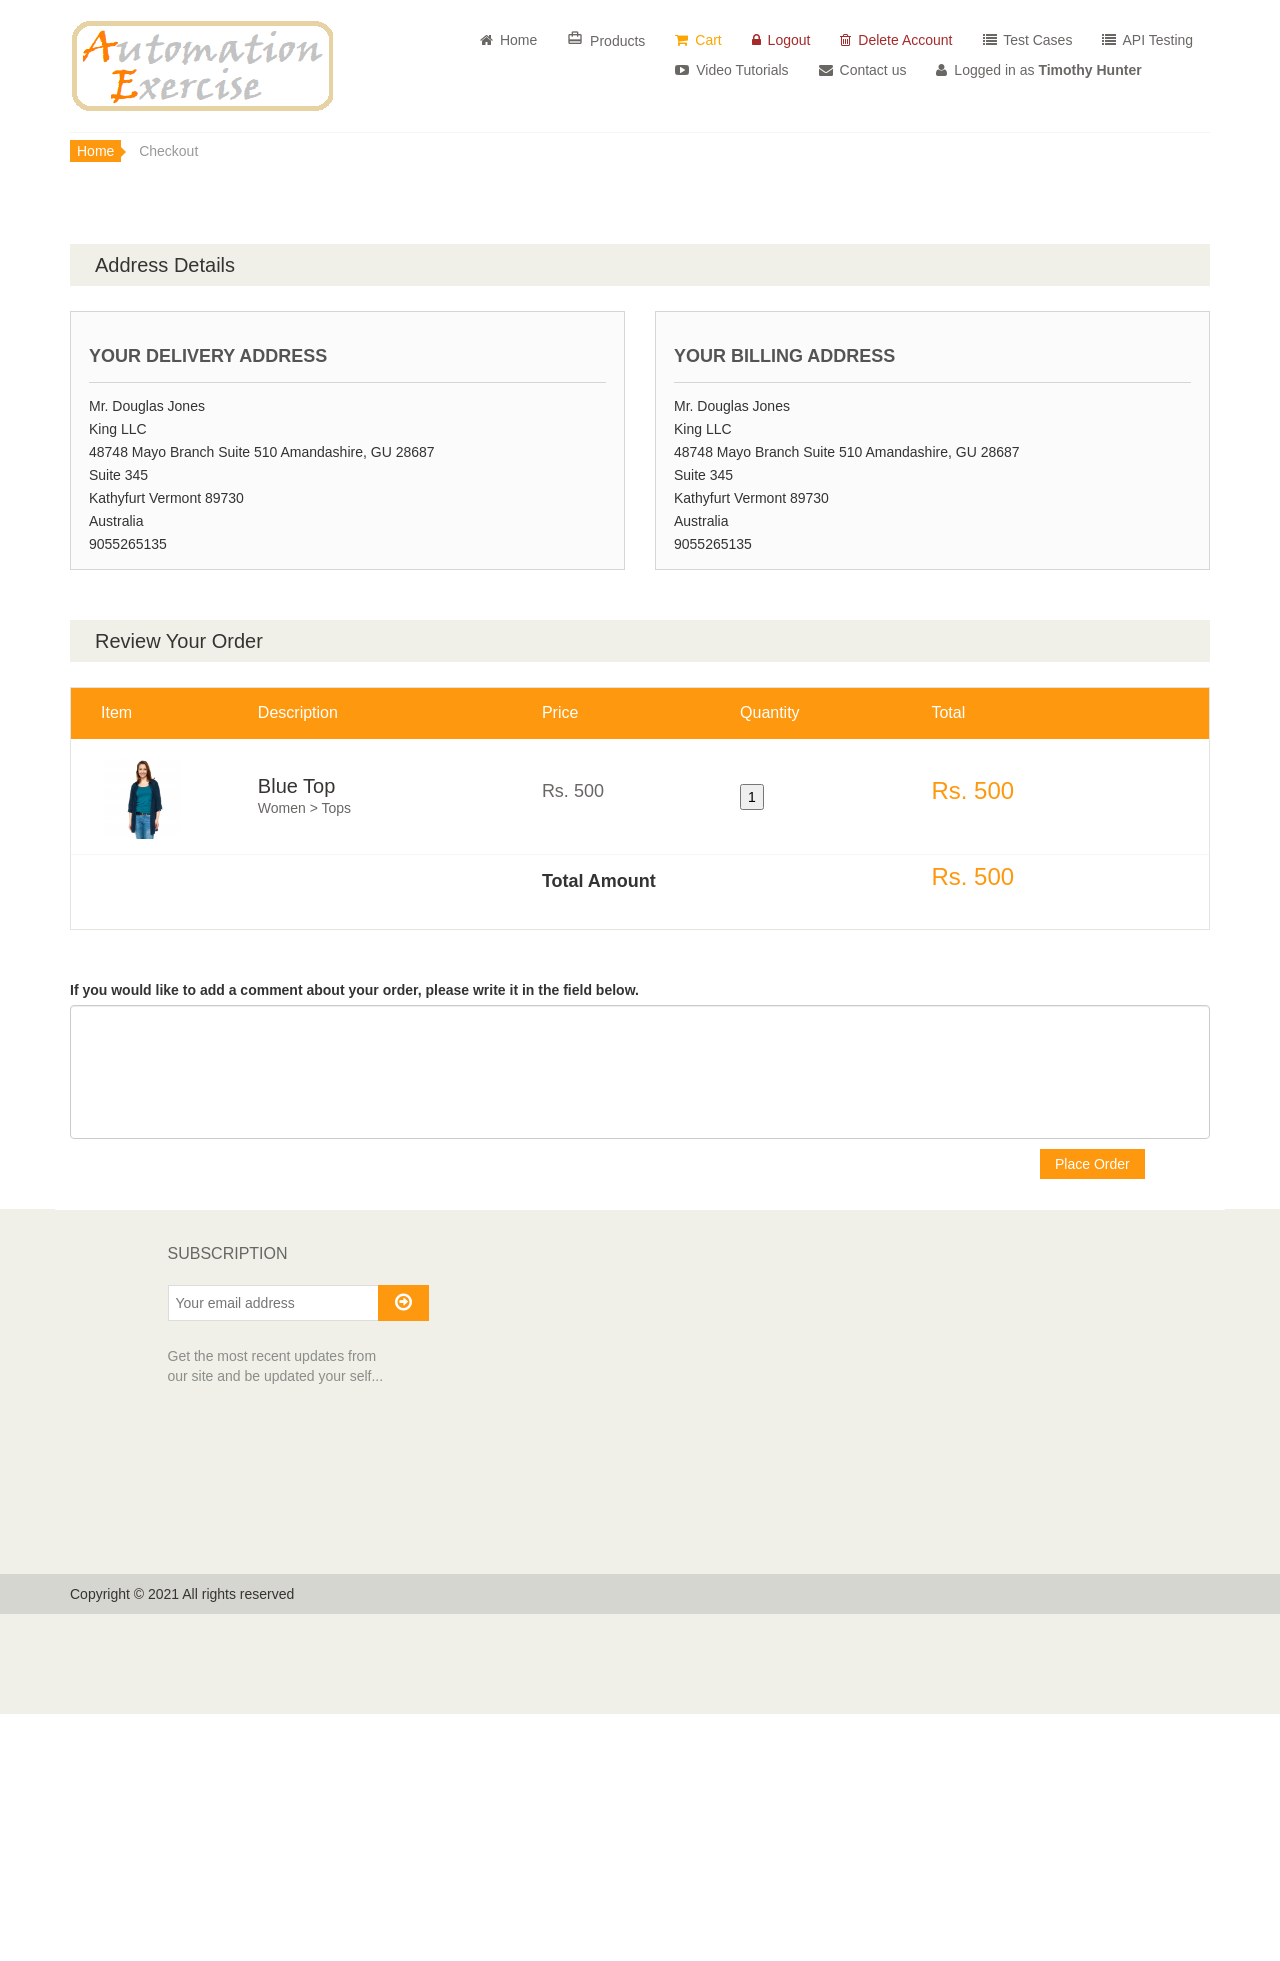 Automation
Exercise
Home Products Cart Logout Delete Account Test Cases API Testing
Video Tutorials Contact us Logged in as Timothy Hunter
Home Checkout
Address Details
YOUR DELIVERY ADDRESS
Mr. Douglas Jones
King LLC
48748 Mayo Branch Suite 510 Amandashire, GU 28687
Suite 345
Kathyfurt Vermont 89730
Australia
9055265135
YOUR BILLING ADDRESS
Mr. Douglas Jones
King LLC
48748 Mayo Branch Suite 510 Amandashire, GU 28687
Suite 345
Kathyfurt Vermont 89730
Australia
9055265135
Review Your Order
Item Description Price Quantity Total
Blue Top
Women > Tops
Rs. 500
1
Rs. 500
Total Amount Rs. 500
If you would like to add a comment about your order, please write it in the field below.
Place Order
SUBSCRIPTION
Your email address
Get the most recent updates from
our site and be updated your self...
Copyright © 2021 All rights reserved